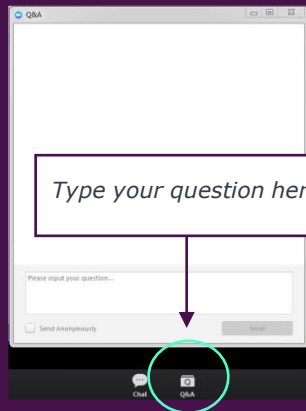 Q&A
Type your question her
Please input your question...
Send Anonymously
Send
Chat
Q&A